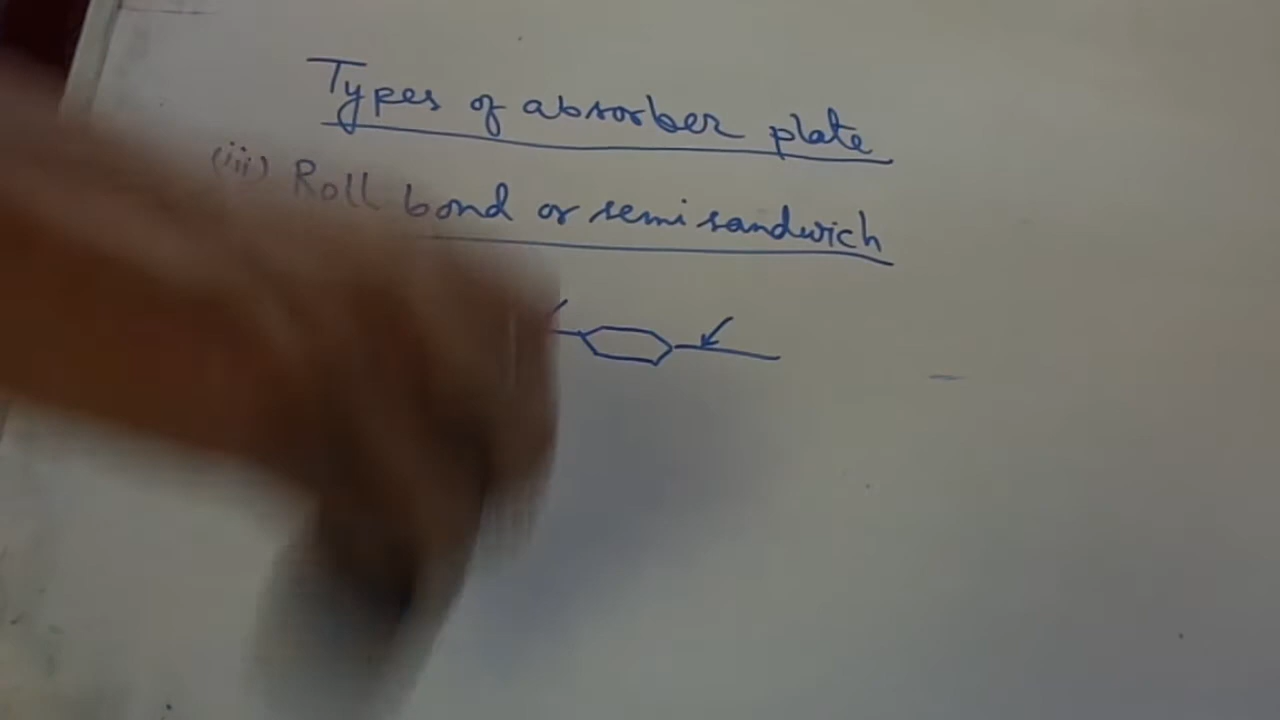 Types of absorber plate
(iii) Roll bond or semi sandwich